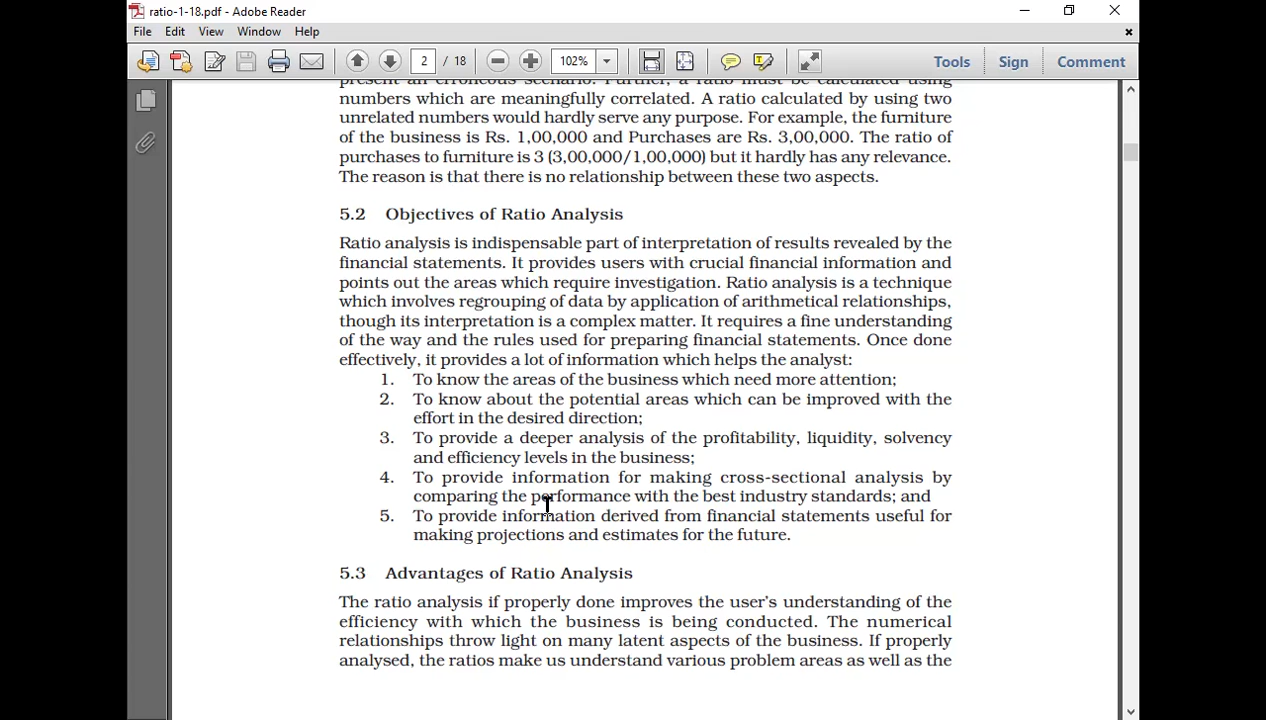 ratio-1-18.pdf - Adobe Reader
File Edit View Window Help
2 / 18 102% Tools Sign Comment
present an erroneous scenario. Further, a ratio must be calculated using
numbers which are meaningfully correlated. A ratio calculated by using two
unrelated numbers would hardly serve any purpose. For example, the furniture
of the business is Rs. 1,00,000 and Purchases are Rs. 3,00,000. The ratio of
purchases to furniture is 3 (3,00,000/1,00,000) but it hardly has any relevance.
The reason is that there is no relationship between these two aspects.
5.2 Objectives of Ratio Analysis
Ratio analysis is indispensable part of interpretation of results revealed by the
financial statements. It provides users with crucial financial information and
points out the areas which require investigation. Ratio analysis is a technique
which involves regrouping of data by application of arithmetical relationships,
though its interpretation is a complex matter. It requires a fine understanding
of the way and the rules used for preparing financial statements. Once done
effectively, it provides a lot of information which helps the analyst:
1. To know the areas of the business which need more attention;
2. To know about the potential areas which can be improved with the
effort in the desired direction;
3. To provide a deeper analysis of the profitability, liquidity, solvency
and efficiency levels in the business;
4. To provide information for making cross-sectional analysis by
comparing the performance with the best industry standards; and
5. To provide information derived from financial statements useful for
making projections and estimates for the future.
5.3 Advantages of Ratio Analysis
The ratio analysis if properly done improves the user's understanding of the
efficiency with which the business is being conducted. The numerical
relationships throw light on many latent aspects of the business. If properly
analysed, the ratios make us understand various problem areas as well as the